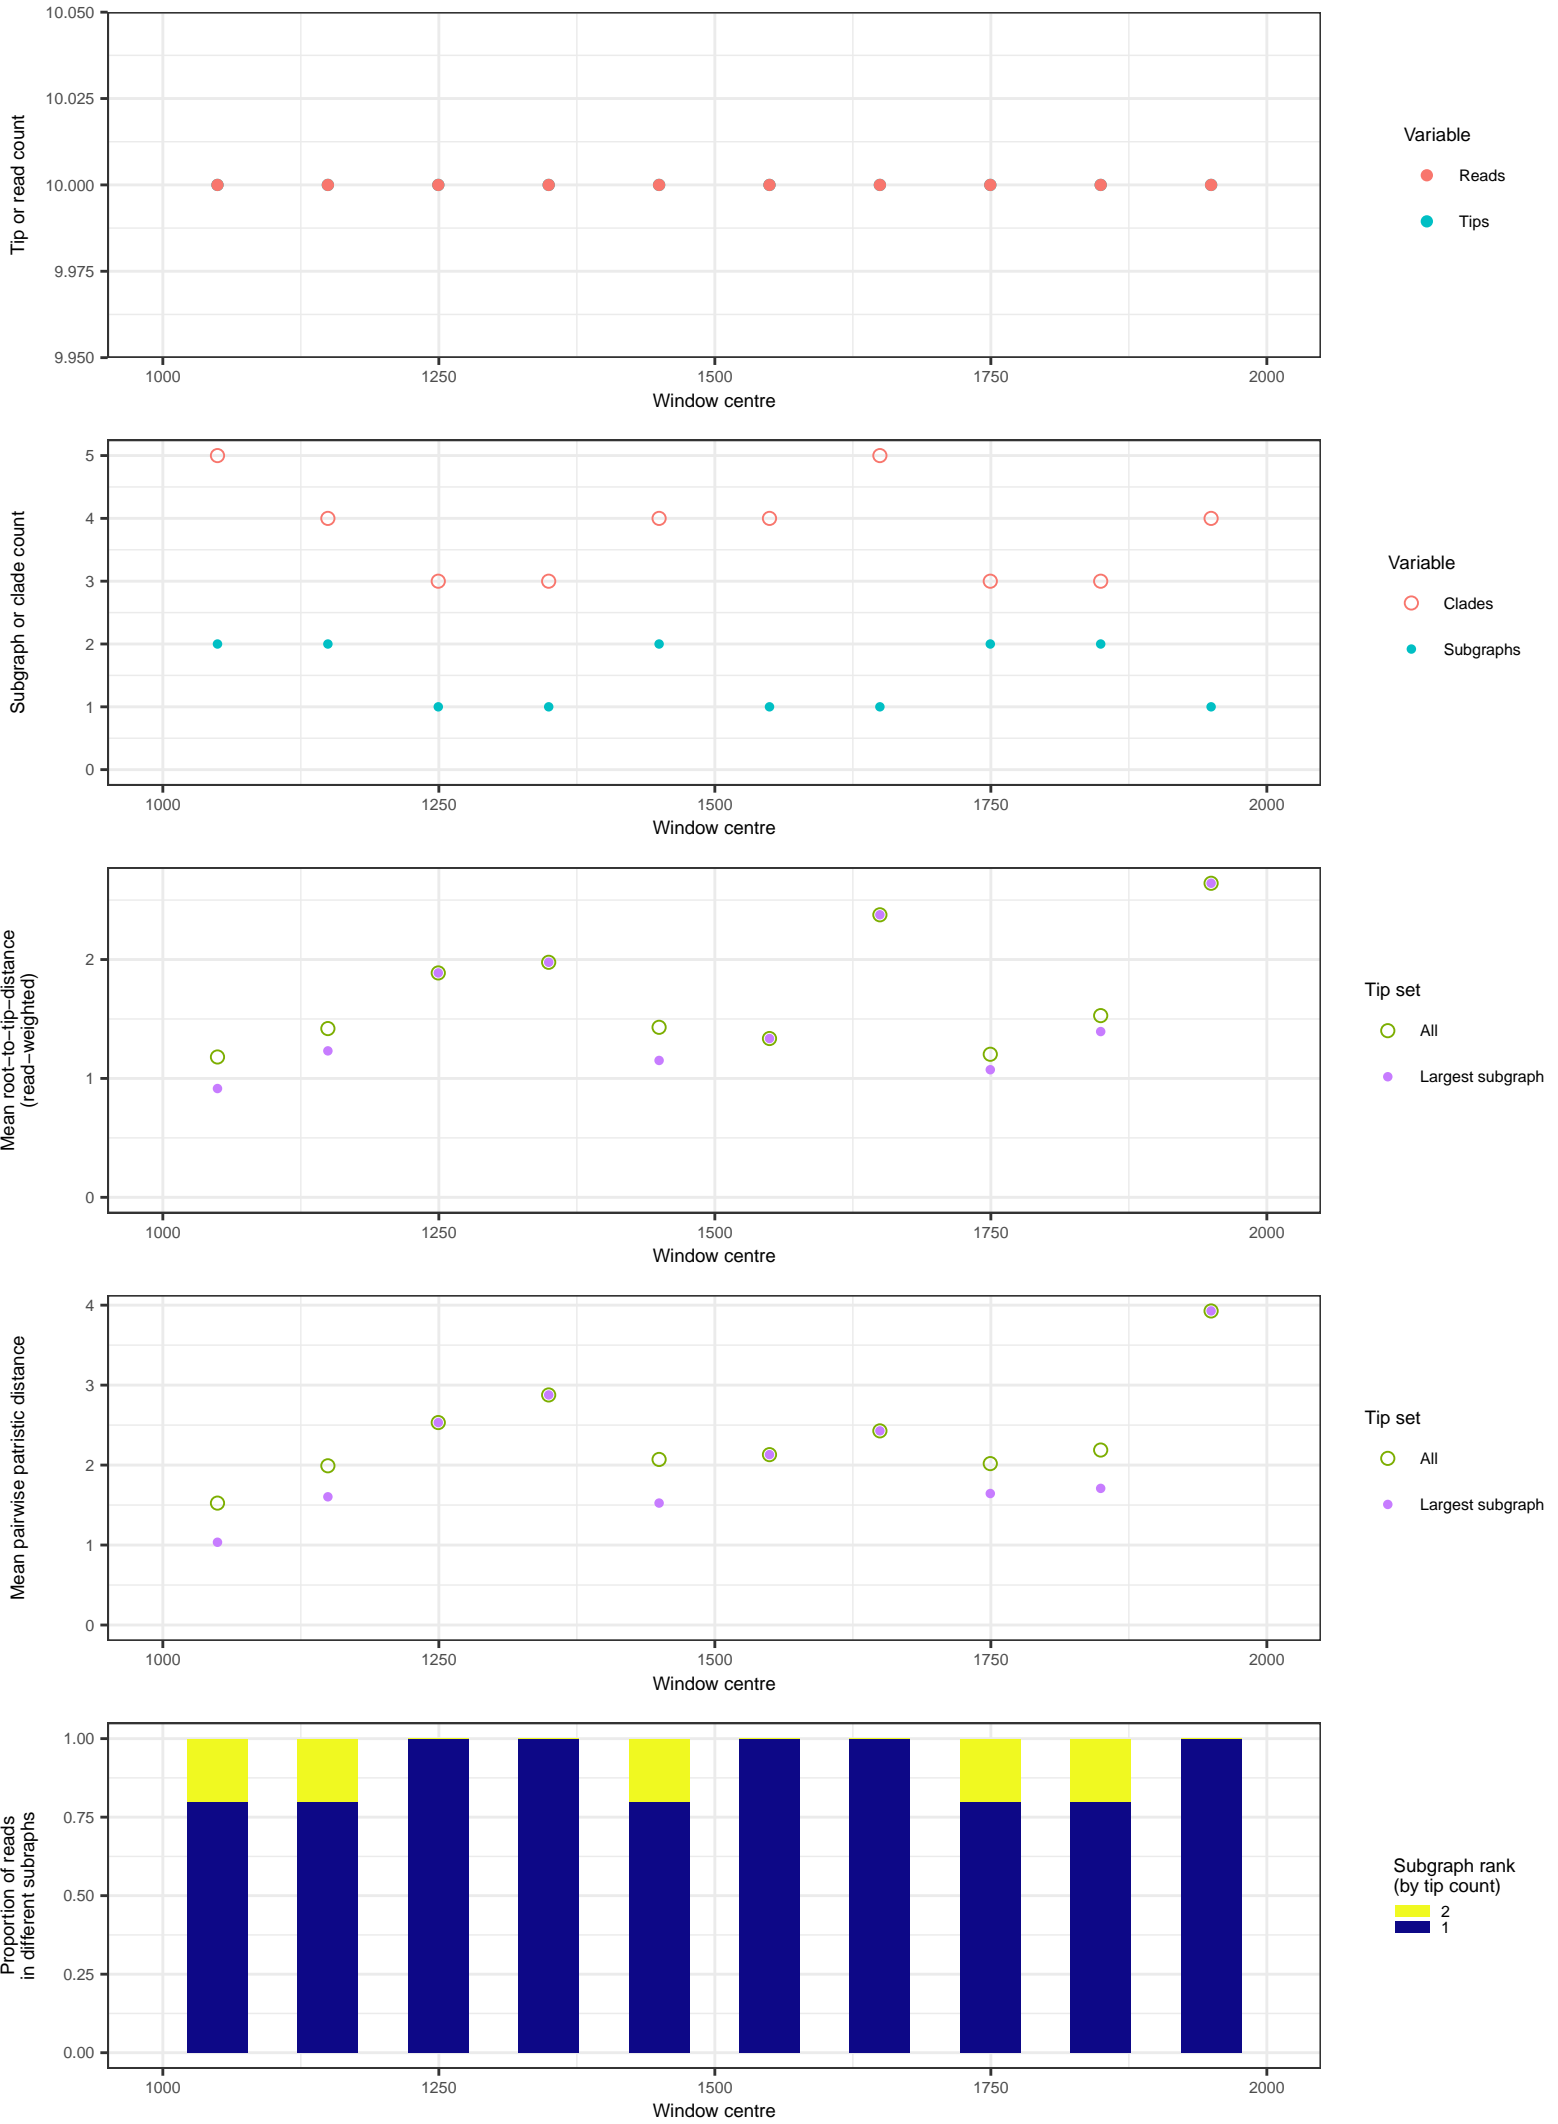 10.050
10.025
10.000
9.975
9.950
Tip or read count
1000 1250 1500 1750 2000
Window centre
Variable
Reads
Tips
5
4
3
2
1
0
Subgraph or clade count
1000 1250 1500 1750 2000
Window centre
Variable
Clades
Subgraphs
2
1
0
Mean root−to−tip−distance
(read−weighted)
1000 1250 1500 1750 2000
Window centre
Tip set
All
Largest subgraph
4
3
2
1
0
Mean pairwise patristic distance
1000 1250 1500 1750 2000
Window centre
Tip set
All
Largest subgraph
1.00
0.75
0.50
0.25
0.00
Proportion of reads
in different subraphs
1000 1250 1500 1750 2000
Window centre
Subgraph rank
(by tip count)
2
1